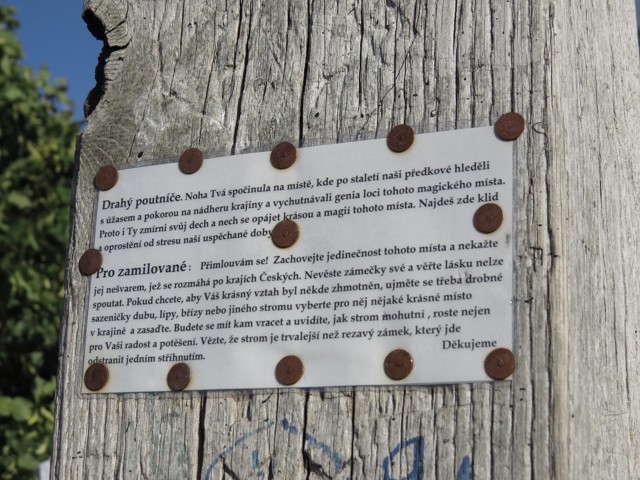 Drahý poutníče. Noha Tvá spočinula na místě, kde po staletí naši předkové hleděli
s úžasem a pokorou na nádheru krajiny a vychutnávali genia loci tohoto magického místa.
Proto i Ty zmírni svůj dech a nech se opájet krásou a magií tohoto místa. Najdeš zde klid
a oproštění od stresu naší uspěchané doby
Pro zamilované: Přimlouvám se! Zachovejte jedinečnost tohoto místa a nekažte
jej nešvarem, jež se rozmáhá po krajích Českých. Nevěste zámečky své a věřte lásku nelze
spoutat. Pokud chcete, aby Váš krásný vztah byl někde zhmotněn, ujměte se třeba drobné
sazeničky dubu, lípy, břízy nebo jiného stromu vyberte pro něj nějaké krásné místo
v krajině a zasaďte. Budete se mít kam vracet a uvidíte, jak strom mohutní , roste nejen
pro Vaši radost a potěšení. Vězte, že strom je trvalejší než rezavý zámek, který jde
odstranit jedním střihnutím. Děkujeme